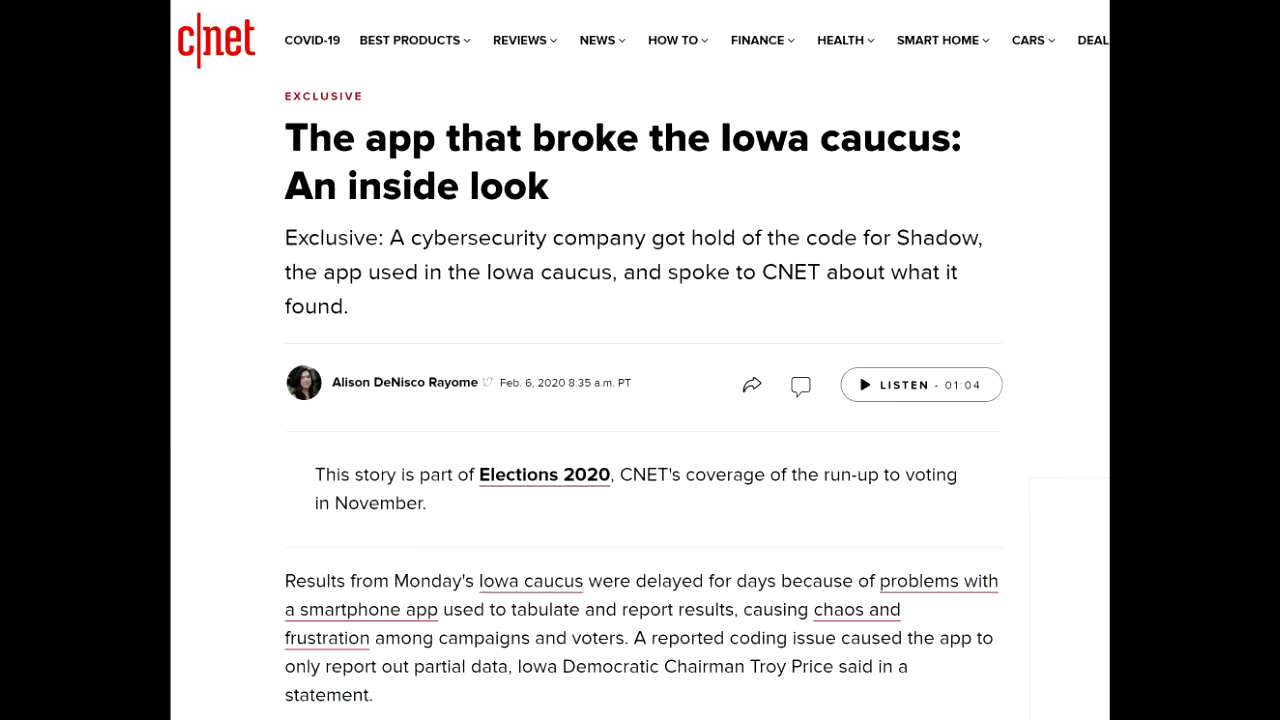 c|net
COVID-19 BEST PRODUCTS REVIEWS NEWS HOW TO FINANCE HEALTH SMART HOME CARS DEAL
EXCLUSIVE
The app that broke the Iowa caucus:
An inside look
Exclusive: A cybersecurity company got hold of the code for Shadow,
the app used in the Iowa caucus, and spoke to CNET about what it
found.
Alison DeNisco Rayome Feb. 6, 2020 8:35 a.m. PT
LISTEN - 01:04
This story is part of Elections 2020, CNET's coverage of the run-up to voting
in November.
Results from Monday's Iowa caucus were delayed for days because of problems with
a smartphone app used to tabulate and report results, causing chaos and
frustration among campaigns and voters. A reported coding issue caused the app to
only report out partial data, Iowa Democratic Chairman Troy Price said in a
statement.